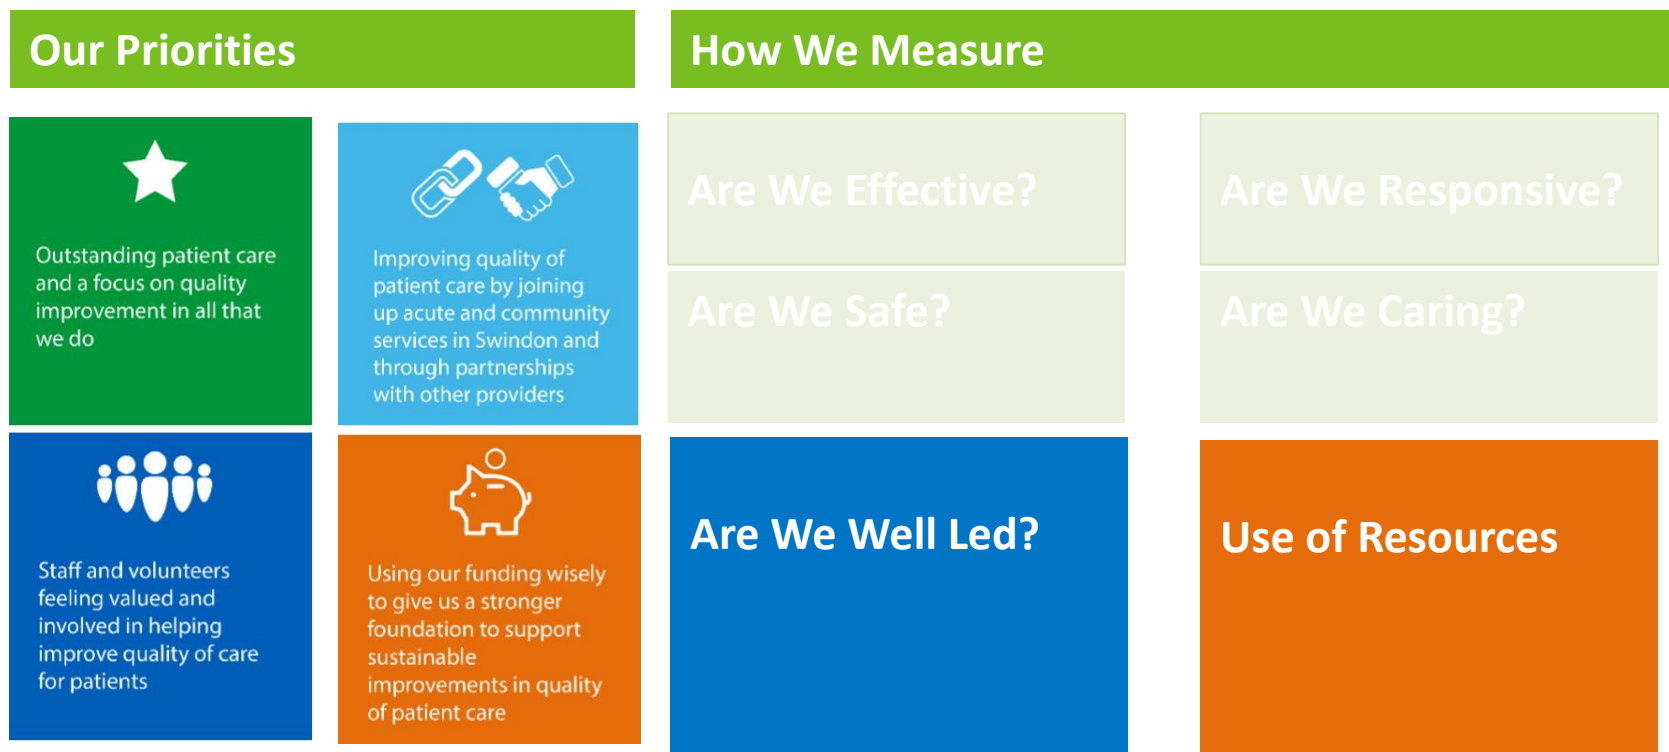 Our Priorities
How We Measure
Outstanding patient care
and a focus on quality
improvement in all that
we do
Improving quality of
patient care by joining
up acute and community
services in Swindon and
through partnerships
with other providers
Staff and volunteers
feeling valued and
involved in helping
improve quality of care
for patients
Using our funding wisely
to give us a stronger
foundation to support
sustainable
improvements in quality
of patient care
Are We Effective?
Are We Responsive?
Are We Safe?
Are We Caring?
Are We Well Led?
Use of Resources